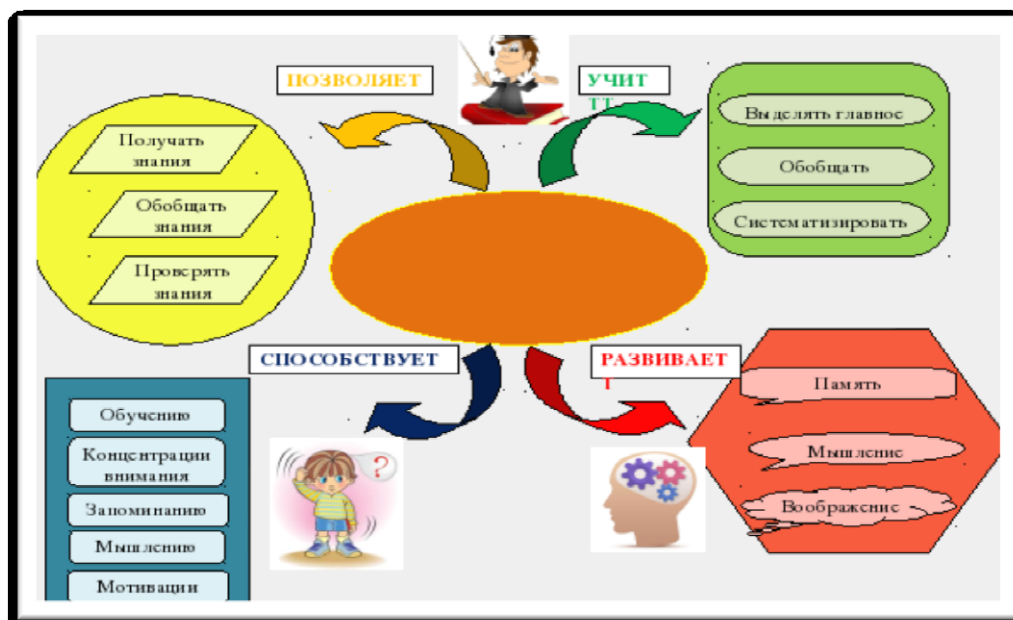 ПОЗВОЛЯЕТ
УЧИТ
ТТ
Получать
знания
Обобщать
знания
Проверять
знания
Выделять главное
Обобщать
Систематизировать
СПОСОБСТВУЕТ
РАЗВИВАЕТ
Т
Обучению
Концентрации
внимания
Запоминанию
Мышлению
Мотивации
?
Память
Мышление
Воображение